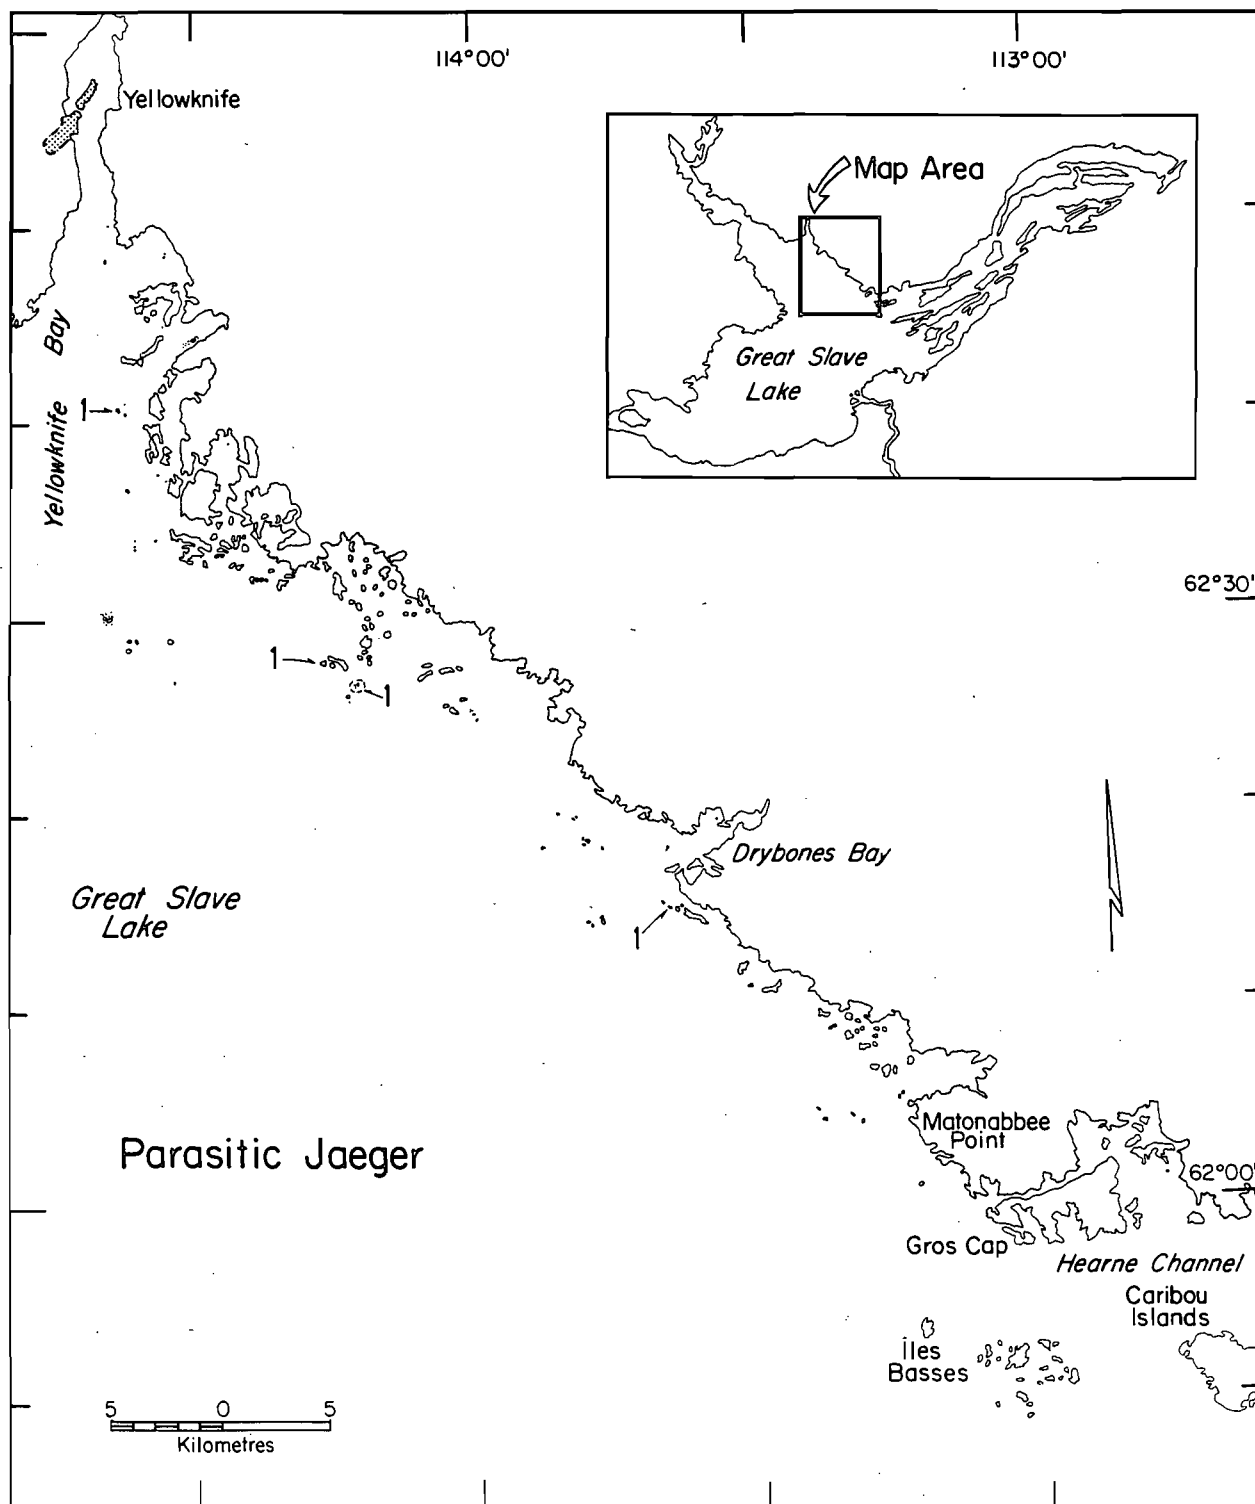 114°00'
113°00'
Yellowknife
Map Area
Great Slave
Lake
Yellowknife Bay
1
62°30'
1
1
Drybones Bay
Great Slave
Lake
1
Matonabbee
Point
Parasitic Jaeger
62°00'
Gros Cap
Hearne Channel
Caribou
Islands
Îles
Basses
5 0 5
Kilometres